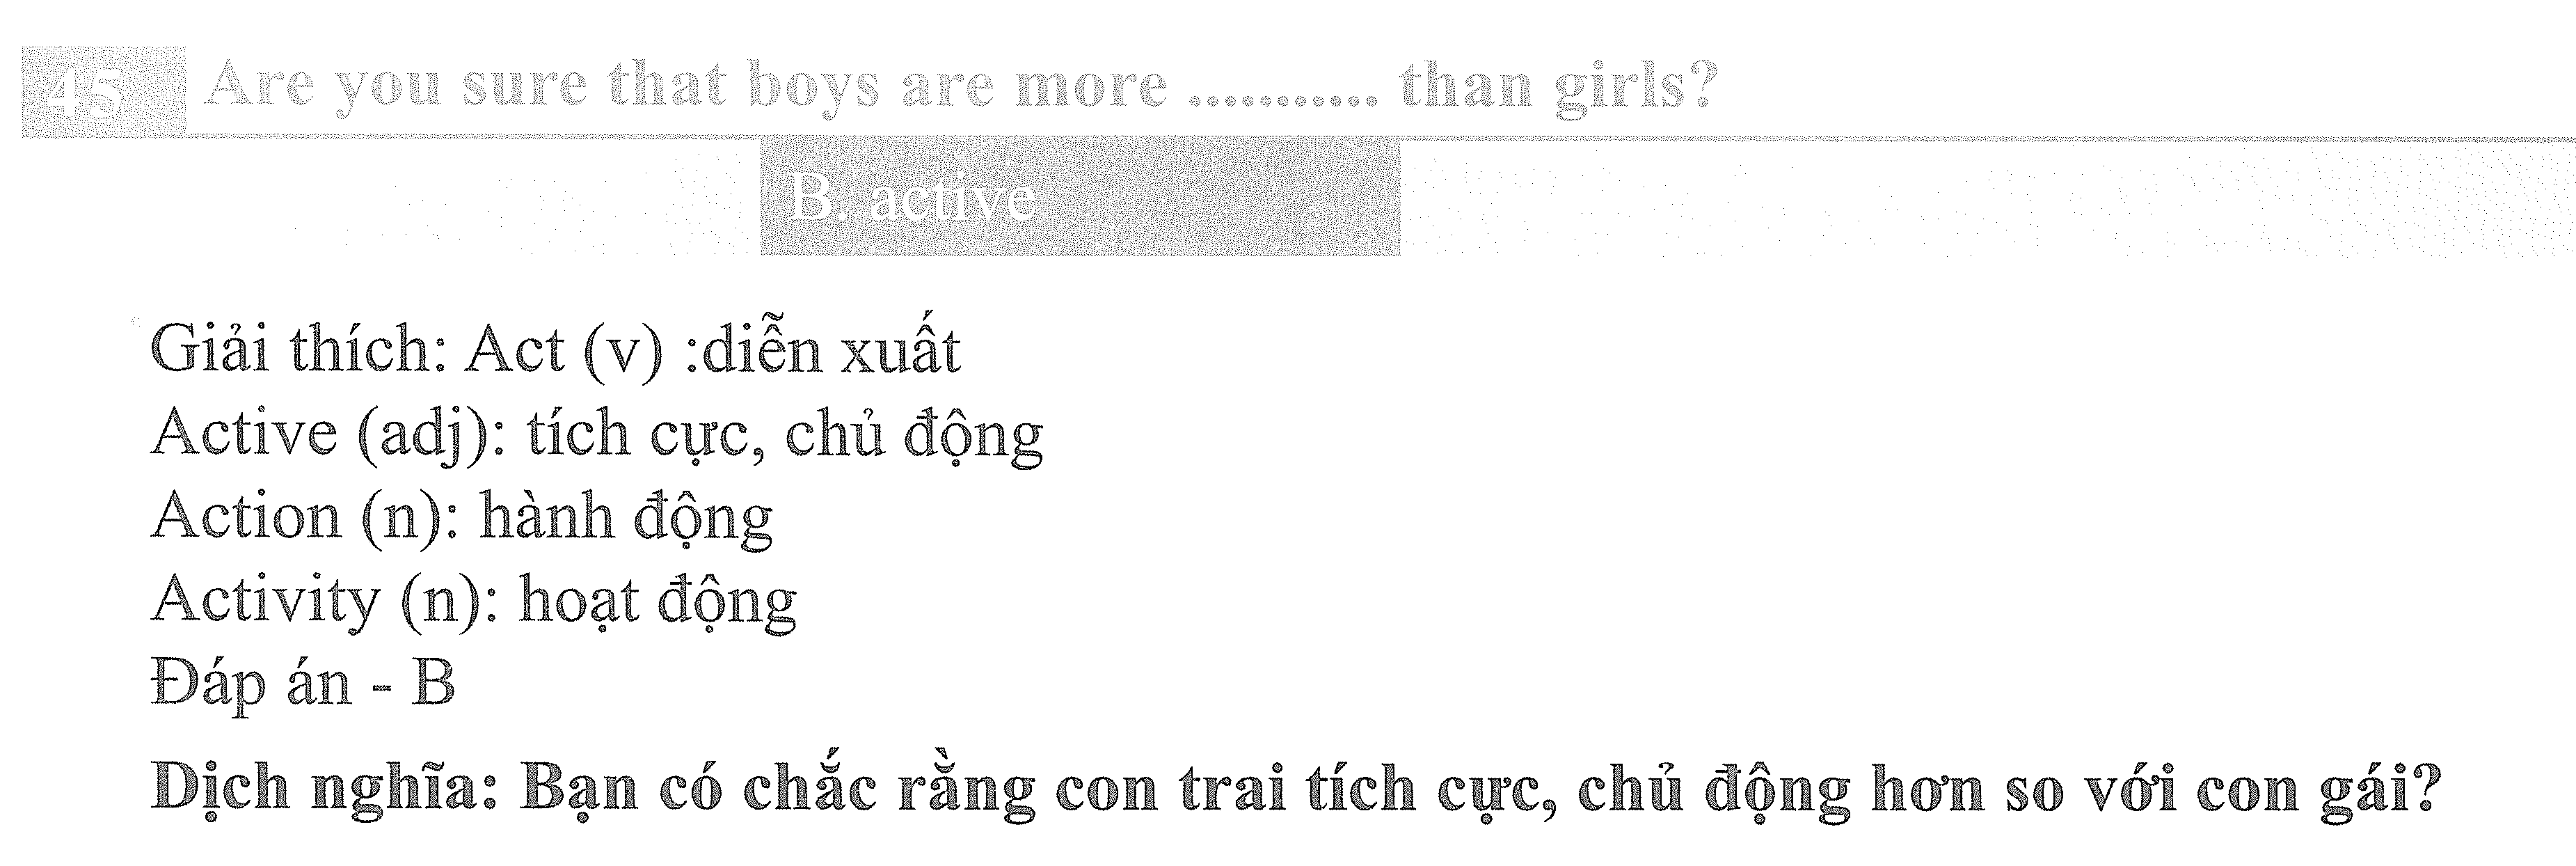 45 Are you sure that boys are more ........... than girls?
B. active
Giải thích: Act (v) :diễn xuất
Active (adj): tích cực, chủ động
Action (n): hành động
Activity (n): hoạt động
Đáp án - B
Dịch nghĩa: Bạn có chắc rằng con trai tích cực, chủ động hơn so với con gái?